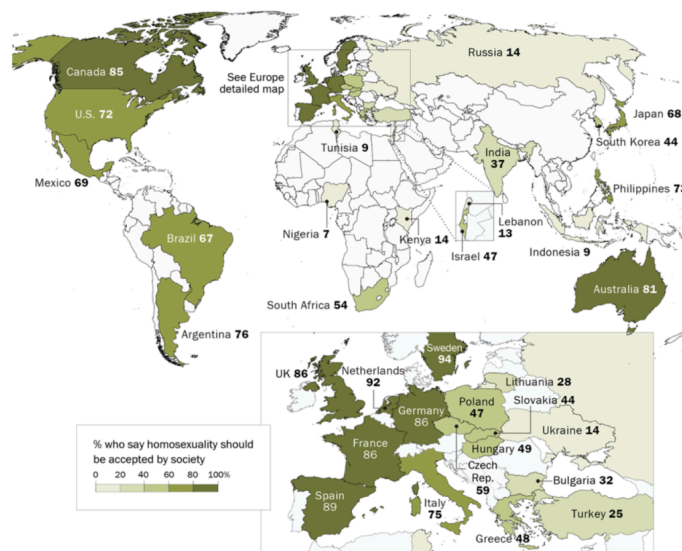 Russia 14
Canada 85
See Europe
detailed map
U.S. 72
Japan 68
South Korea 44
Tunisia 9
India
37
Mexico 69
Philippines
Nigeria 7
Kenya 14
Lebanon
13
Brazil 67
Israel 47
Indonesia 9
Australia 81
South Africa 54
Argentina 76
Sweden
94
UK 86
Netherlands
92
Lithuania 28
Poland
47
Slovakia 44
Germany
86
Ukraine 14
France
86
Hungary 49
Czech
Rep.
59
Bulgaria 32
Spain
89
Italy
75
Turkey 25
Greece 48
% who say homosexuality should
be accepted by society
0 20 40 60 80 100%